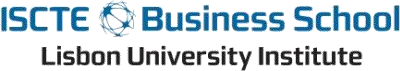 ISCTE Business School
Lisbon University Institute